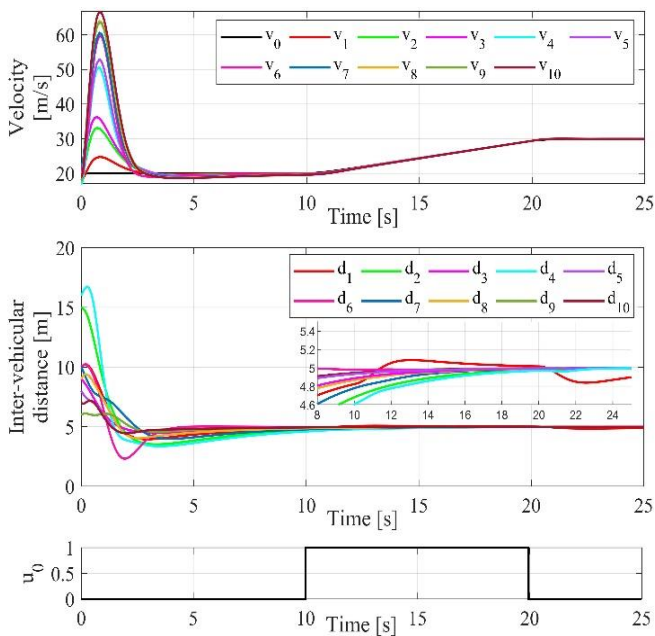 v0 v1 v2 v3 v4 v5
v6 v7 v8 v9 v10
Velocity
[m/s]
60
50
40
30
20
0 5 10 15 20 25
Time [s]
d1 d2 d3 d4 d5
d6 d7 d8 d9 d10
Inter-vehicular
distance [m]
20
15
10
5
0
5.4
5.2
5
4.8
4.6
8 10 12 14 16 18 20 22 24
0 5 10 15 20 25
Time [s]
u0
1
0.5
0
0 5 10 15 20 25
Time [s]